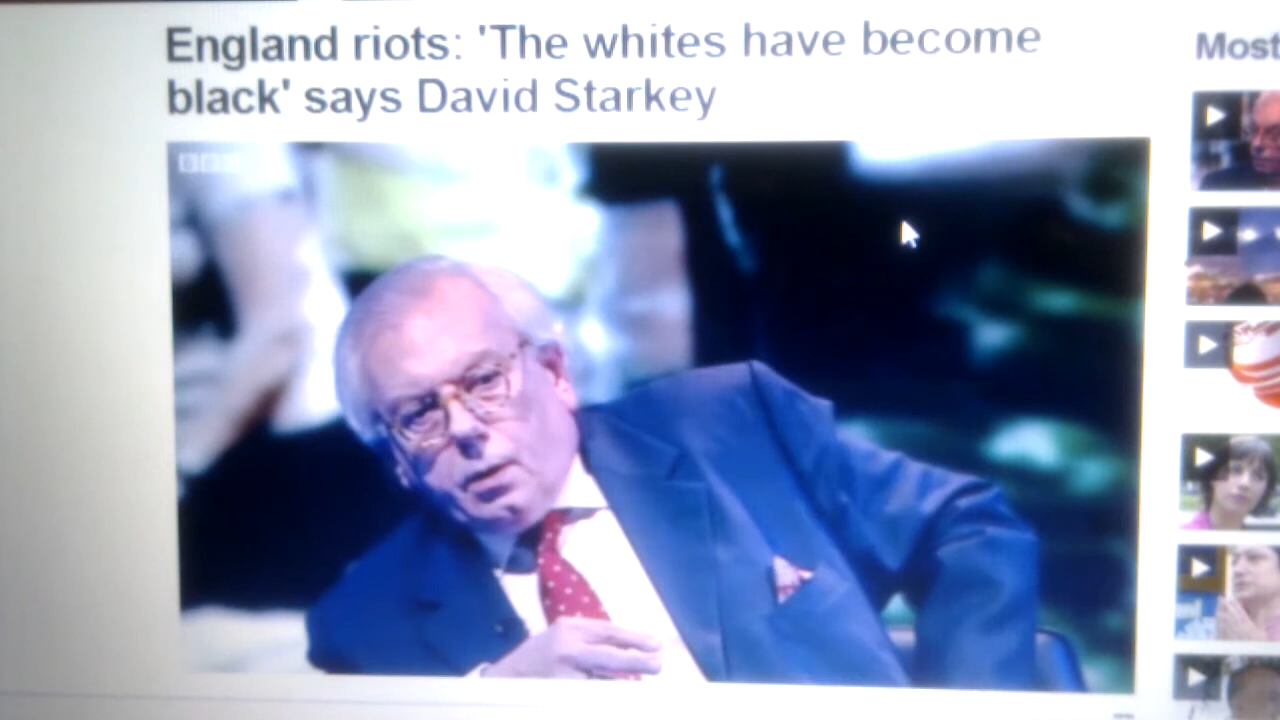 England riots: 'The whites have become
black' says David Starkey
Most
BBC